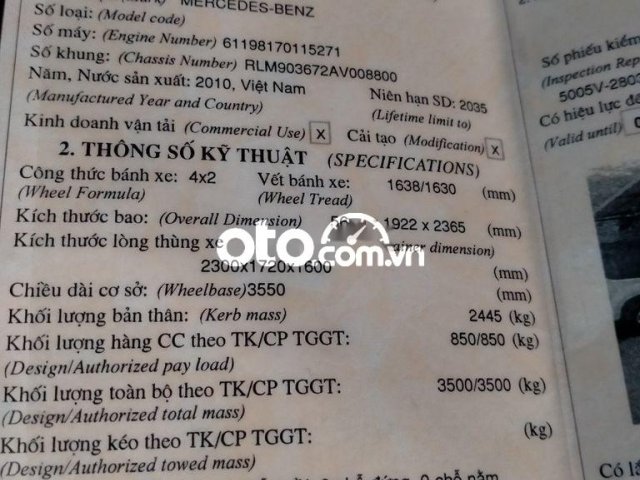 MERCEDES-BENZ
Số loại: (Model code)
Số máy: (Engine Number) 61198170115271
Số khung: (Chassis Number) RLM903672AV008800
Năm, Nước sản xuất: 2010, Việt Nam
Niên hạn SD: 2035
(Manufactured Year and Country)
(Lifetime limit to)
Kinh doanh vận tải (Commercial Use) X
Cải tạo (Modification) X
2. THÔNG SỐ KỸ THUẬT (SPECIFICATIONS)
Công thức bánh xe: 4x2 Vết bánh xe: 1638/1630 (mm)
(Wheel Formula) (Wheel Tread)
Kích thước bao: (Overall Dimension) 1922 x 2365 (mm)
Kích thước lòng thùng xe dimension)
2300x1720x1600 (mm)
Chiều dài cơ sở: (Wheelbase)3550 (mm)
Khối lượng bản thân: (Kerb mass) 2445 (kg)
Khối lượng hàng CC theo TK/CP TGGT: 850/850 (kg)
(Design/Authorized pay load)
Khối lượng toàn bộ theo TK/CP TGGT: 3500/3500 (kg)
(Design/Authorized total mass)
Khối lượng kéo theo TK/CP TGGT: (kg)
(Design/Authorized towed mass)
Số phiếu kiểm
(Inspection Rep
5005V-280
Có hiệu lực đế
(Valid until)
Có lắ
oto.com.vn